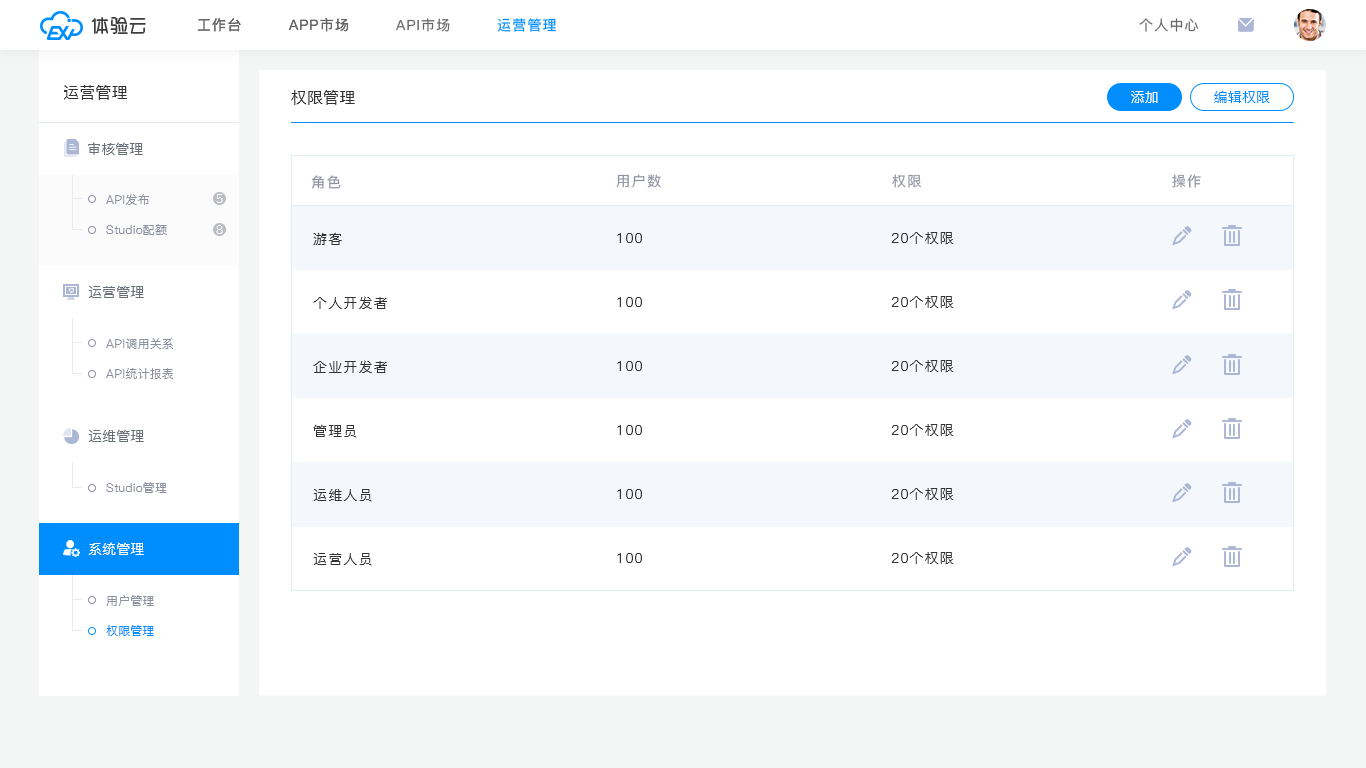 EXP 体验云 工作台 APP市场 API市场 运营管理 个人中心
运营管理
审核管理
API发布 5
Studio配额 8
运营管理
API调用关系
API统计报表
运维管理
Studio管理
系统管理
用户管理
权限管理
权限管理 添加 编辑权限
角色 用户数 权限 操作
游客 100 20个权限
个人开发者 100 20个权限
企业开发者 100 20个权限
管理员 100 20个权限
运维人员 100 20个权限
运营人员 100 20个权限